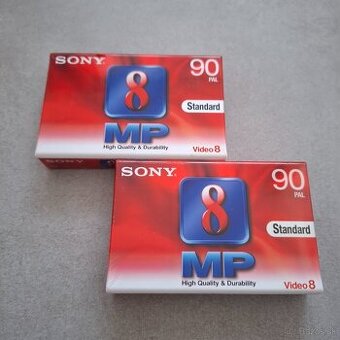 SONY
90
PAL
8
Standard
MP
High Quality & Durability
Video 8
SONY
90
PAL
8
Standard
MP
High Quality & Durability
Video 8